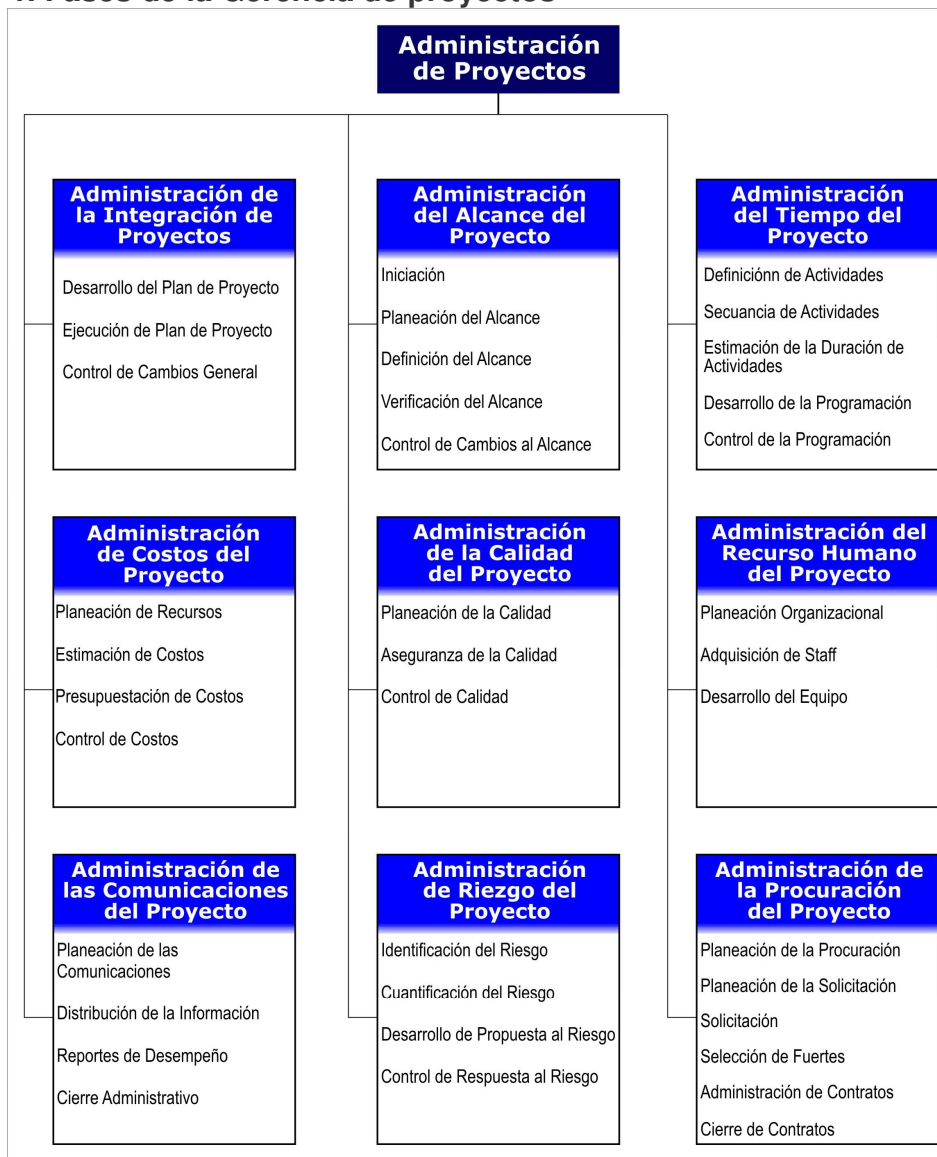 4. Fases de la Gerencia de proyectos
Administración
de Proyectos
Administración de
la Integración de
Proyectos
Desarrollo del Plan de Proyecto
Ejecución de Plan de Proyecto
Control de Cambios General
Administración
del Alcance del
Proyecto
Iniciación
Planeación del Alcance
Definición del Alcance
Verificación del Alcance
Control de Cambios al Alcance
Administración
del Tiempo del
Proyecto
Definiciónn de Actividades
Secuancia de Actividades
Estimación de la Duración de
Actividades
Desarrollo de la Programación
Control de la Programación
Administración
de Costos del
Proyecto
Planeación de Recursos
Estimación de Costos
Presupuestación de Costos
Control de Costos
Administración
de la Calidad
del Proyecto
Planeación de la Calidad
Aseguranza de la Calidad
Control de Calidad
Administración del
Recurso Humano
del Proyecto
Planeación Organizacional
Adquisición de Staff
Desarrollo del Equipo
Administración de
las Comunicaciones
del Proyecto
Planeación de las
Comunicaciones
Distribución de la Información
Reportes de Desempeño
Cierre Administrativo
Administración
de Riezgo del
Proyecto
Identificación del Riesgo
Cuantificación del Riesgo
Desarrollo de Propuesta al Riesgo
Control de Respuesta al Riesgo
Administración de
la Procuración
del Proyecto
Planeación de la Procuración
Planeación de la Solicitación
Solicitación
Selección de Fuertes
Administración de Contratos
Cierre de Contratos